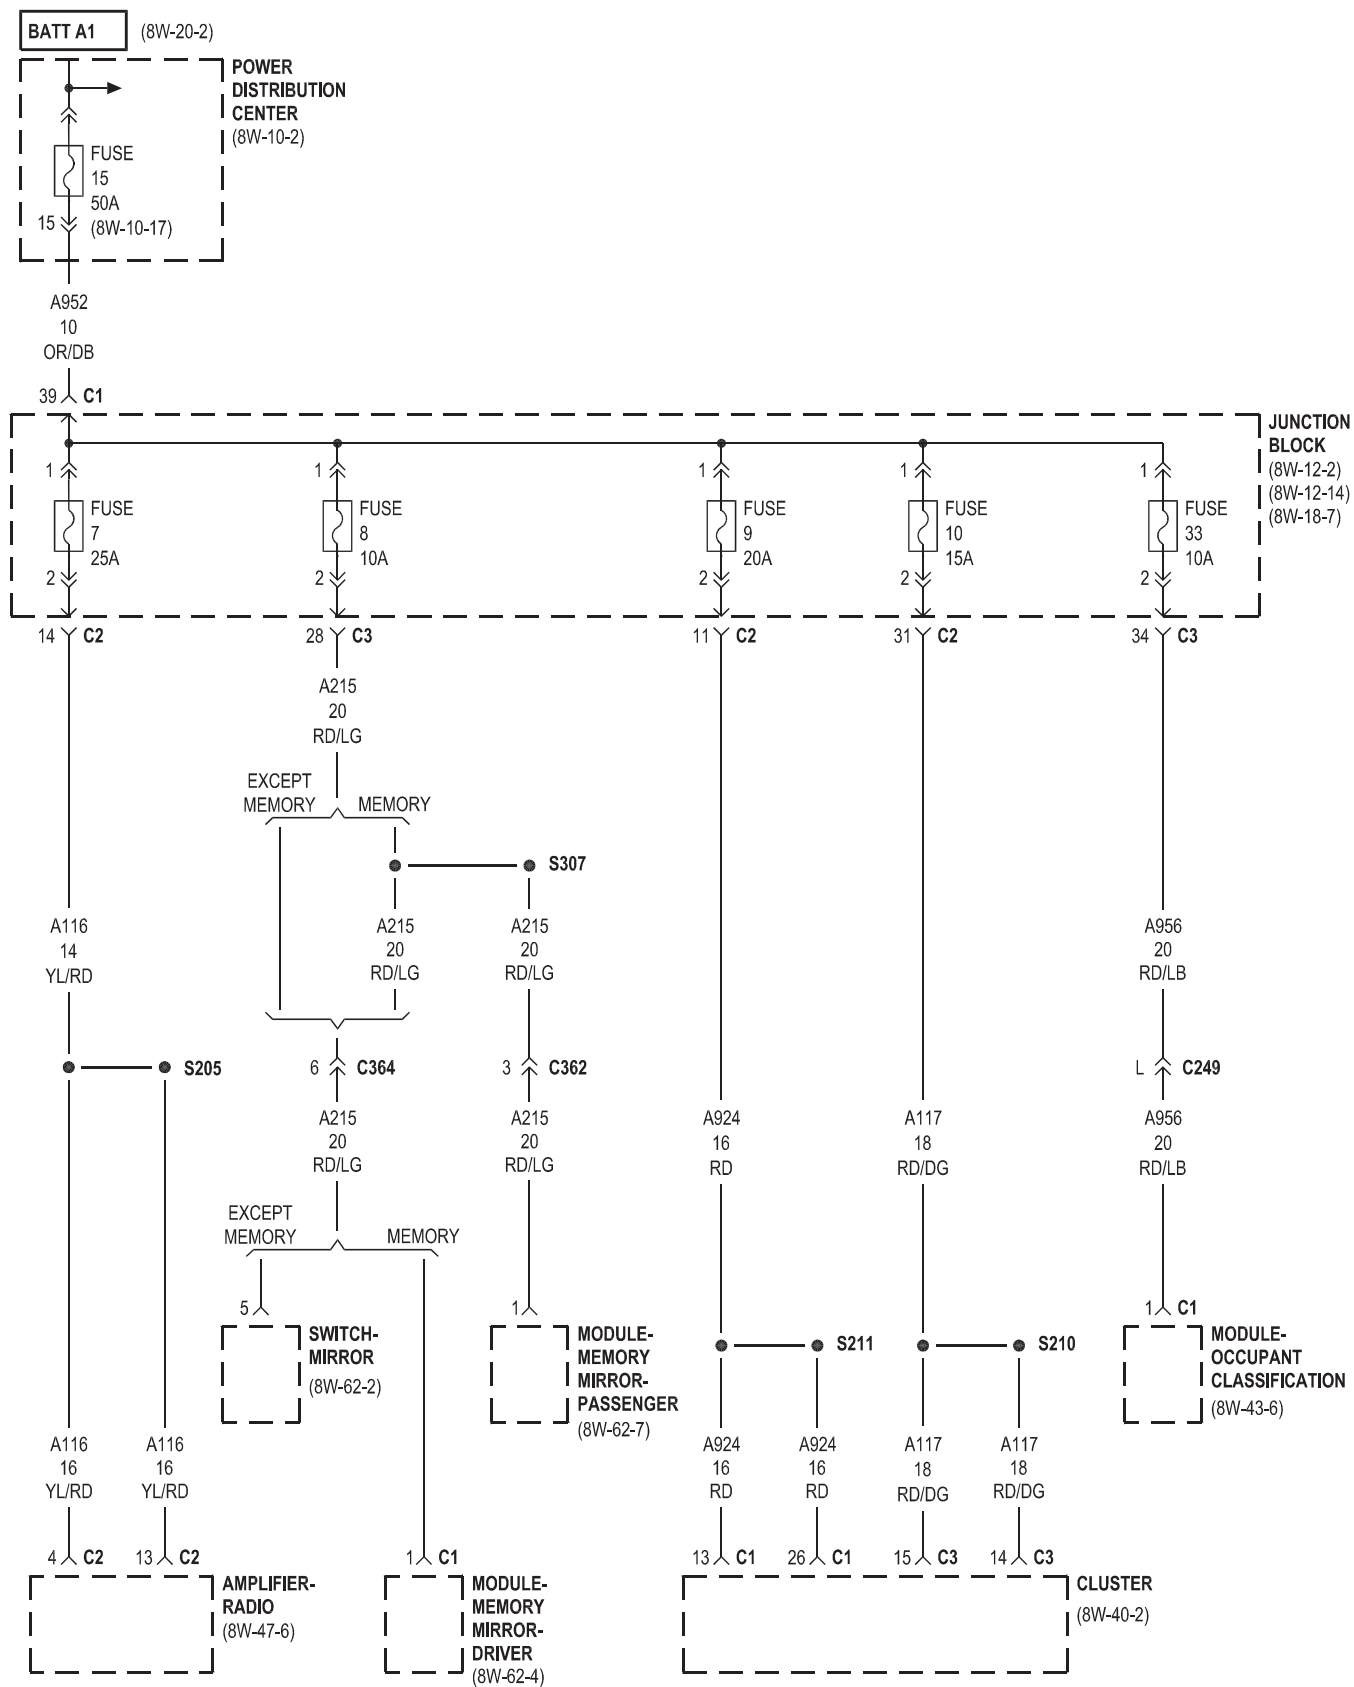 BATT A1 (8W-20-2)
POWER
DISTRIBUTION
CENTER
(8W-10-2)
FUSE
15
50A
(8W-10-17)
15
A952
10
OR/DB
39 C1
JUNCTION
BLOCK
(8W-12-2)
(8W-12-14)
(8W-18-7)
1 1 1 1 1
FUSE
7
25A
FUSE
8
10A
FUSE
9
20A
FUSE
10
15A
FUSE
33
10A
2 2 2 2 2
14 C2 28 C3 11 C2 31 C2 34 C3
A215
20
RD/LG
EXCEPT
MEMORY MEMORY
S307
A116
14
YL/RD
A215
20
RD/LG
A215
20
RD/LG
A956
20
RD/LB
S205
6 C364
3 C362
L C249
A215
20
RD/LG
A215
20
RD/LG
A924
16
RD
A117
18
RD/DG
A956
20
RD/LB
EXCEPT
MEMORY MEMORY
5
SWITCH-
MIRROR
(8W-62-2)
1
MODULE-
MEMORY
MIRROR-
PASSENGER
(8W-62-7)
S211
S210
1 C1
MODULE-
OCCUPANT
CLASSIFICATION
(8W-43-6)
A116
16
YL/RD
A116
16
YL/RD
A924
16
RD
A924
16
RD
A117
18
RD/DG
A117
18
RD/DG
4 C2 13 C2 1 C1 13 C1 26 C1 15 C3 14 C3
AMPLIFIER-
RADIO
(8W-47-6)
MODULE-
MEMORY
MIRROR-
DRIVER
(8W-62-4)
CLUSTER
(8W-40-2)